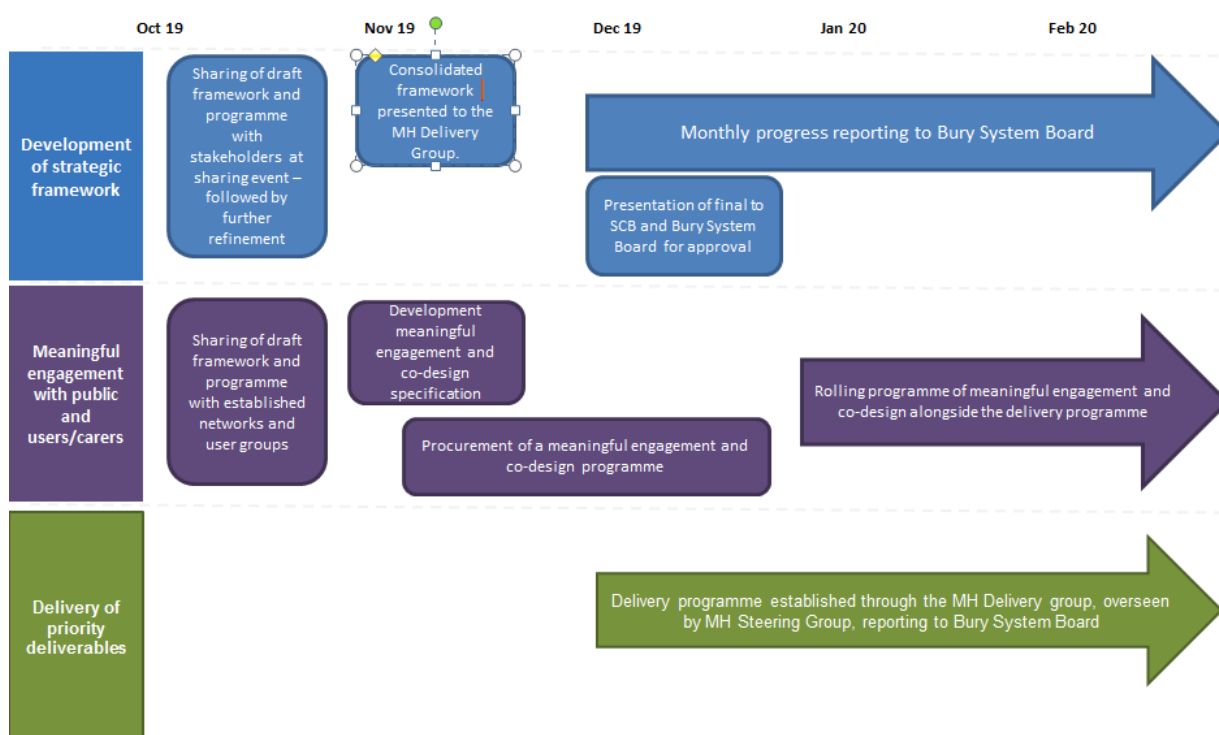 Oct 19
Nov 19
Dec 19
Jan 20
Feb 20
Development
of strategic
framework
Sharing of draft
framework and
programme
with
stakeholders at
sharing event –
followed by
further
refinement
Consolidated
framework
presented to the
MH Delivery
Group.
Monthly progress reporting to Bury System Board
Presentation of final to
SCB and Bury System
Board for approval
Meaningful
engagement
with public
and
users/carers
Sharing of draft
framework and
programme
with established
networks and
user groups
Development
meaningful
engagement and
co-design
specification
Procurement of a meaningful engagement and
co-design programme
Rolling programme of meaningful engagement and
co-design alongside the delivery programme
Delivery of
priority
deliverables
Delivery programme established through the MH Delivery group, overseen
by MH Steering Group, reporting to Bury System Board